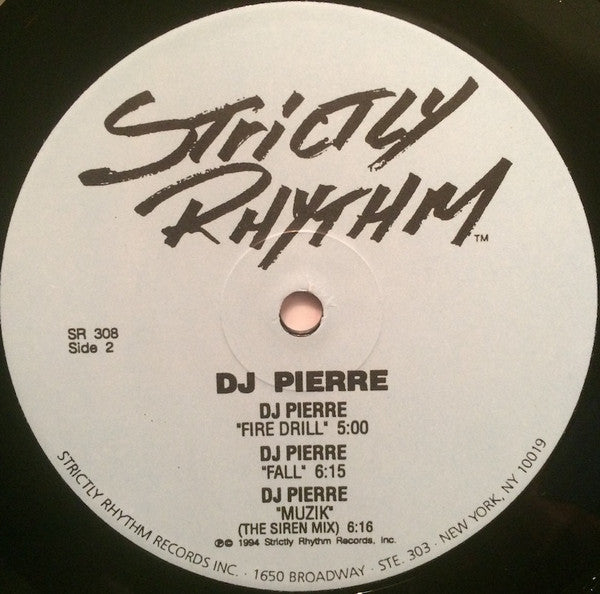 STRiCTLY
RHYTHM™
SR 308
Side 2
DJ PIERRE
DJ PIERRE
"FIRE DRILL" 5:00
DJ PIERRE
"FALL" 6:15
DJ PIERRE
"MUZIK"
(THE SIREN MIX) 6:16
℗© 1994 Strictly Rhythm Records, Inc.
STRICTLY RHYTHM RECORDS INC. · 1650 BROADWAY · STE. 303 · NEW YORK, NY 10019